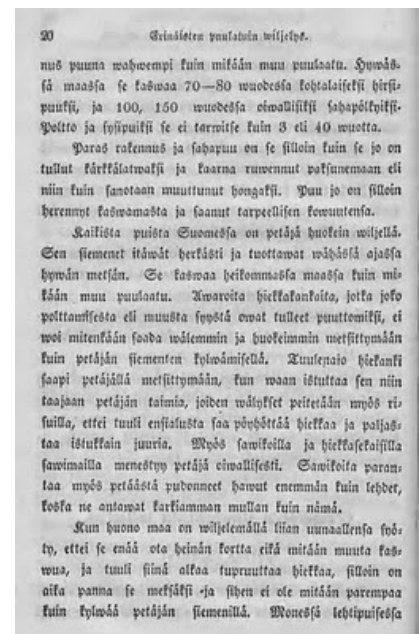 20 Erinäisten puulatuin wiljelys.
nus puuna wahwempi kuin mikään muu puulaatu. Hywäs-
sä maassa se kaswaa 70—80 wuodessa kohtalaiseksi hirsi-
puuksi, ja 100, 150 wuodessa oiwallisiksi sahapölkyiksi.
Poltto ja sysipuiksi se ei tarwitse kuin 3 eli 40 wuotta.
Paras rakennus ja sahapuu on se silloin kuin se jo on
tullut kärkkälatwaksi ja kaarna ruwennut paksunemaan eli
niin kuin sanotaan muuttunut hongaksi. Puu jo on silloin
herennyt kaswamasta ja saanut tarpeellisen kowuutensa.
Kaikista puista Suomessa on petäjä huokein wiljellä.
Sen siemenet itäwät herkästi ja tuottawat wähässä ajassa
hywän metsän. Se kaswaa heikommassa maassa kuin mi-
kään muu puulaatu. Awaroita hiekkakankaita, jotka joko
polttamisesta eli muusta syystä owat tulleet puuttomiksi, ei
woi mitenkään saada wälemmin ja huokeimmin metsittymään
kuin petäjän siementen kylwämisellä. Tuulenajo hiekanki
saapi petäjällä metsittymään, kun waan istuttaa sen niin
taajaan petäjän taimia, joiden wälykset peitetään myös ri-
suilla, ettei tuuli ensialusta saa pöyhöttää hiekkaa ja paljas-
taa istukkain juuria. Myös sawikoilla ja hiekkasekaisilla
sawimailla menestyy petäjä oiwallisesti. Sawikoita paran-
taa myös petäästä pudonneet hawut enemmän kuin lehdet,
koska ne antawat karkiamman mullan kuin nämä.
Kun huono maa on wiljelemällä liian uunaallensa syö-
ty, ettei se enää ota heinän kortta eikä mitään muuta kas-
wua, ja tuuli siinä alkaa tupruuttaa hiekkaa, silloin on
aika panna se metsäksi ja siihen ei ole mitään parempaa
kuin kylwää petäjän siemenillä. Monessa lehtipuisessa